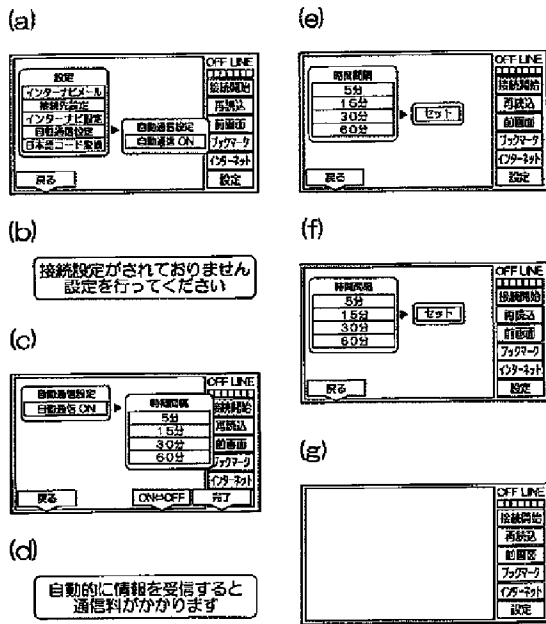 (a)
設定
インターナビメール
接続先設定
インターナビ設定
自動通信設定
日本語コード変換
自動通信設定
自動通信 ON
戻る
OFF LINE
接続開始
再読込
前画面
ブックマーク
インターネット
設定
(b)
接続設定がされておりません
設定を行ってください
(c)
自動通信設定
自動通信 ON
時間間隔
5分
15分
30分
60分
戻る
ON⇔OFF
完了
OFF LINE
接続開始
再読込
前画面
ブックマーク
インターネット
(d)
自動的に情報を受信すると
通信料がかかります
(e)
時間間隔
5分
15分
30分
60分
セット
戻る
OFF LINE
接続開始
再読込
前画面
ブックマーク
インターネット
設定
(f)
時間間隔
5分
15分
30分
60分
セット
戻る
OFF LINE
接続開始
再読込
前画面
ブックマーク
インターネット
設定
(g)
OFF LINE
接続開始
再読込
前画面
ブックマーク
インターネット
設定